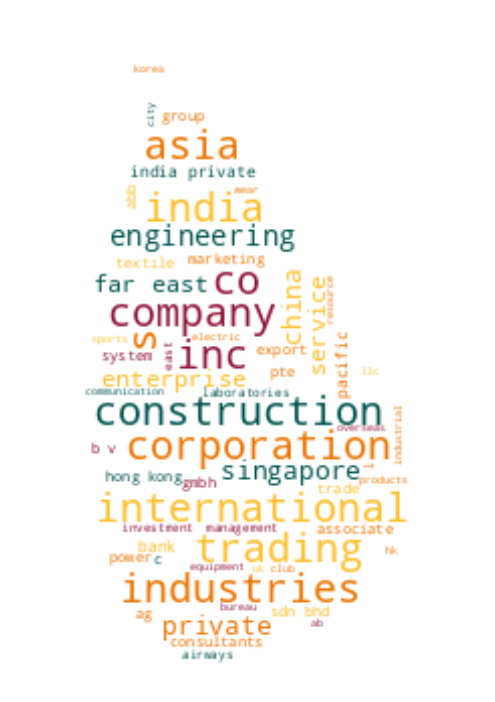 korea
city
group
asia
india private
abb
wear
india
engineering
textile
marketing
far east
co
china
service
resource
company
s
sports
electric
inc
system
east
export
pacific
pte
llc
enterprise
communication
laboratories
construction
overseas
industrial
corporation
b v
singapore
l
hong kong
gmbh
products
trade
international
investment
management
associate
trading
bank
hk
power
c
equipment
uk
club
industries
bureau
sdn bhd
ag
ab
private
consultants
airways